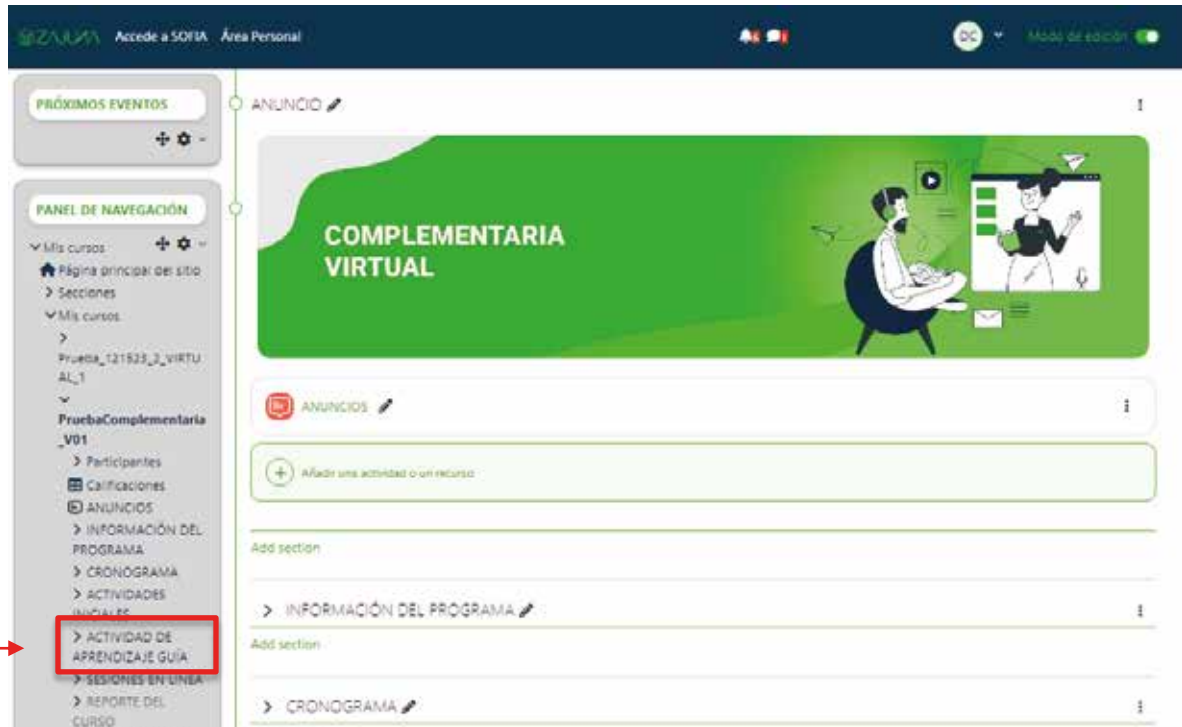 ZAJUNA Accede a SOFIA Área Personal
DC Modo de edición
PRÓXIMOS EVENTOS
ANUNCIO
PANEL DE NAVEGACIÓN
COMPLEMENTARIA
VIRTUAL
Mis cursos
Página principal del sitio
Secciones
Mis cursos
Prueba_121523_2_VIRTU
AL_1
PruebaComplementaria
_V01
Participantes
Calificaciones
ANUNCIOS
INFORMACIÓN DEL
PROGRAMA
CRONOGRAMA
ACTIVIDADES
INICIALES
ACTIVIDAD DE
APRENDIZAJE GUÍA
SESIONES EN LINEA
REPORTE DEL
CURSO
ANUNCIOS
Añadir una actividad o un recurso
Add section
INFORMACIÓN DEL PROGRAMA
Add section
CRONOGRAMA